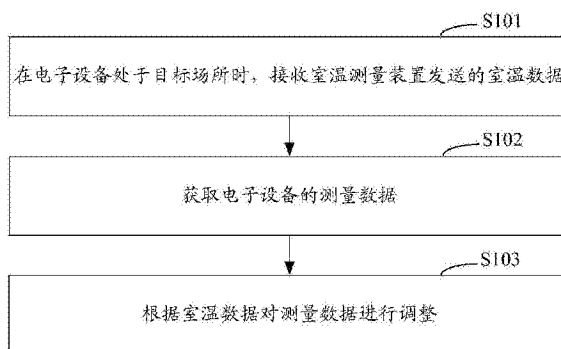 S101
在电子设备处于目标场所时，接收室温测量装置发送的室温数据
S102
获取电子设备的测量数据
S103
根据室温数据对测量数据进行调整